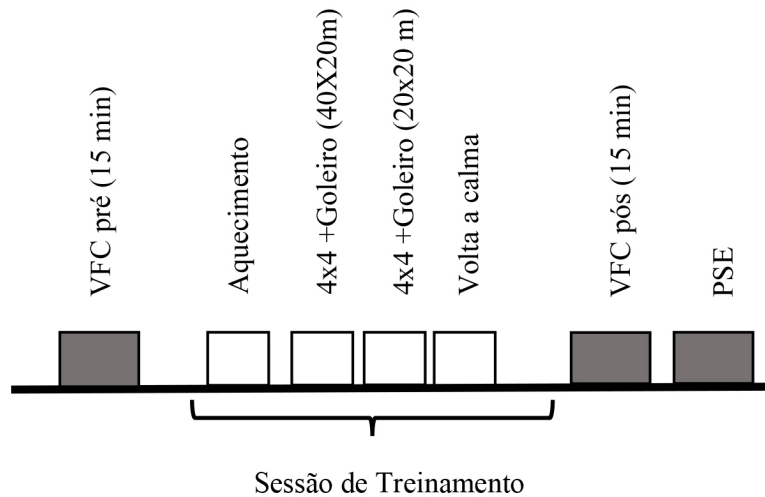 VFC pré (15 min)
Aquecimento
4x4 +Goleiro (40X20m)
4x4 +Goleiro (20x20 m)
Volta a calma
VFC pós (15 min)
PSE
Sessão de Treinamento